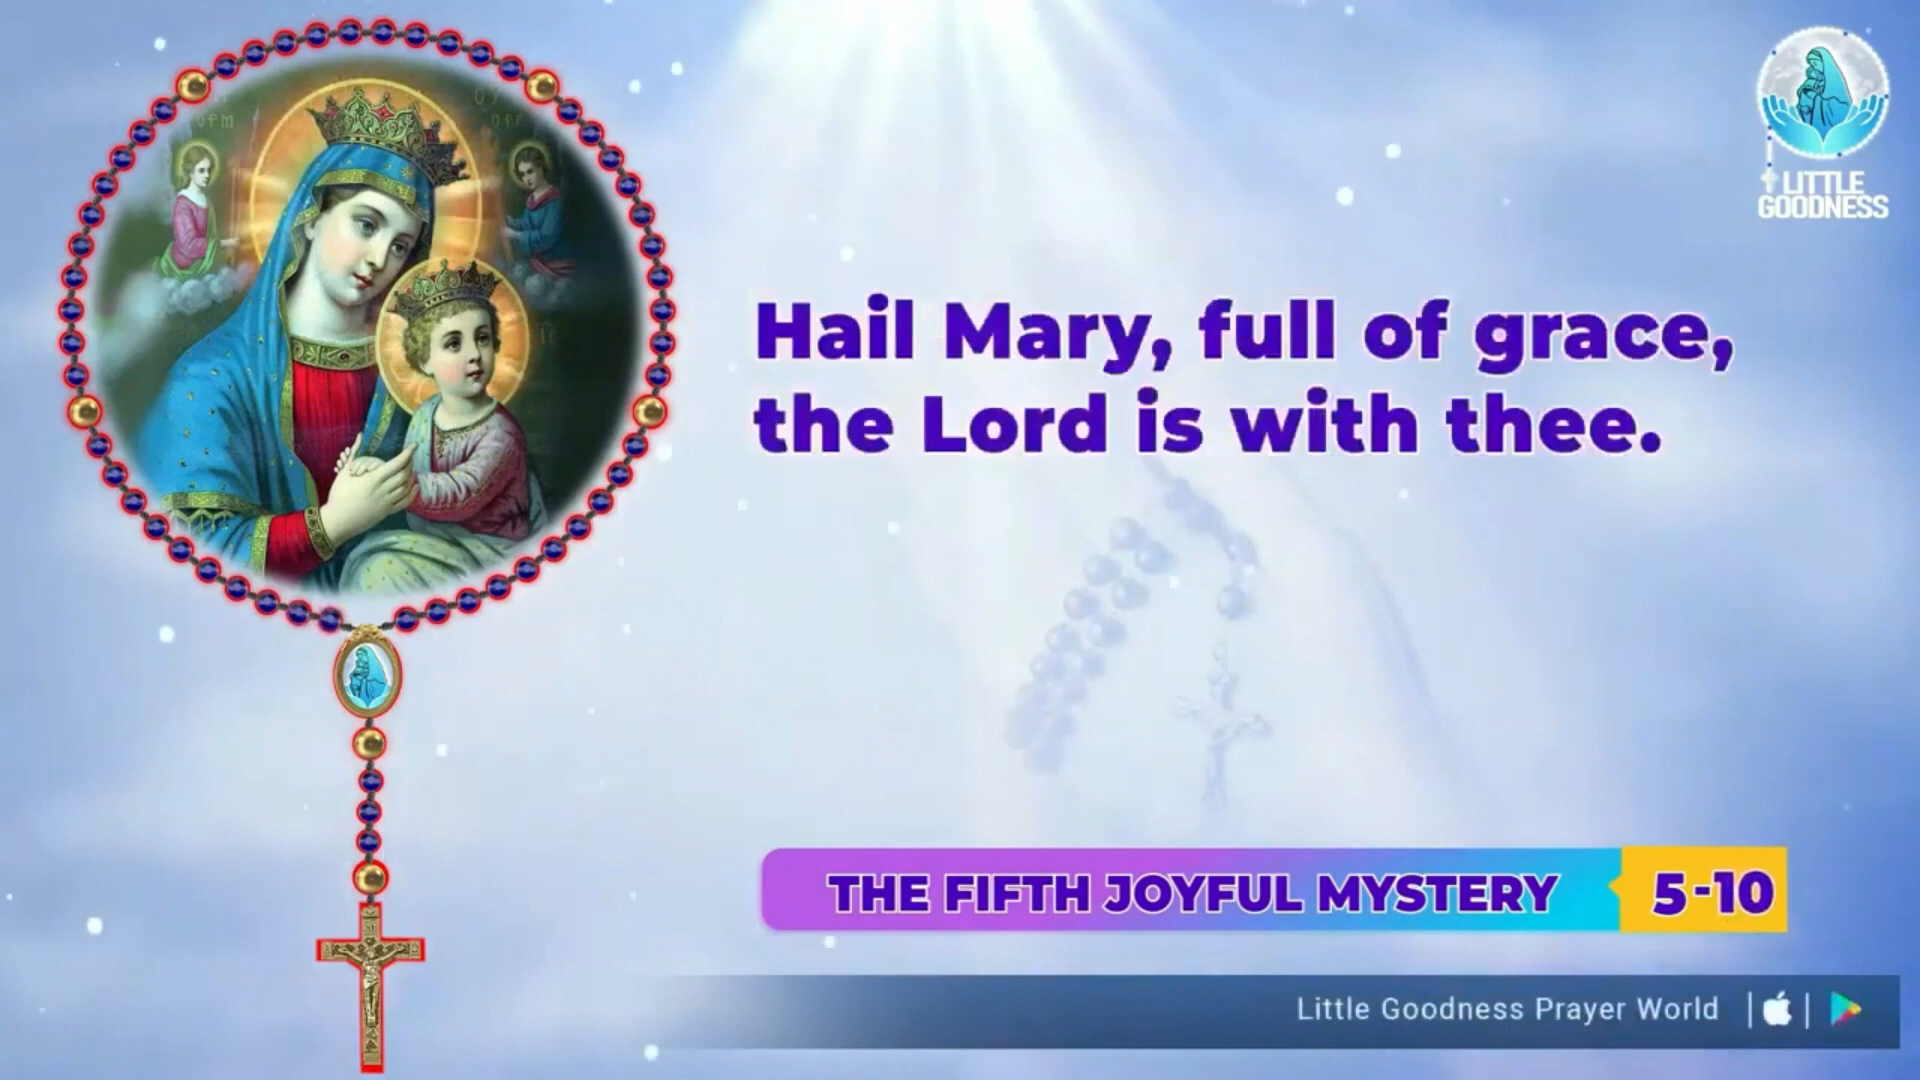 LITTLE
GOODNESS
Hail Mary, full of grace,
the Lord is with thee.
THE FIFTH JOYFUL MYSTERY 5-10
Little Goodness Prayer World